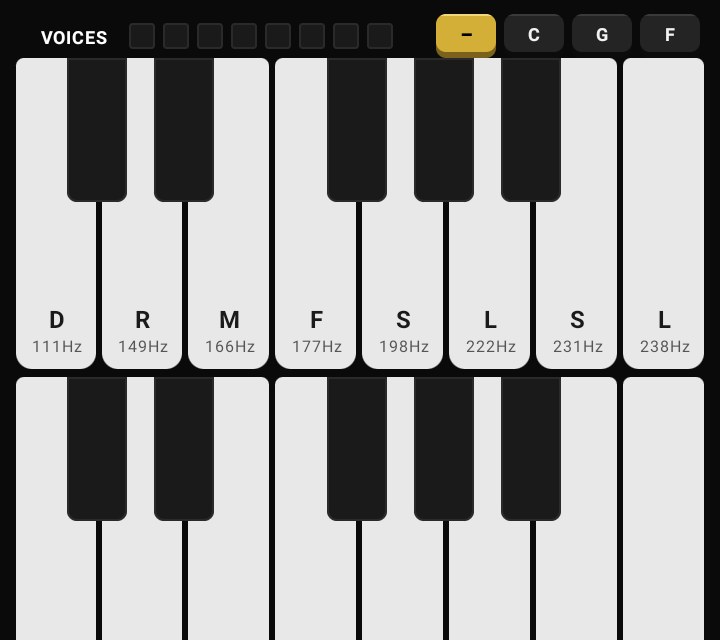 VOICES – C G F
D R M F S L S L
111Hz 149Hz 166Hz 177Hz 198Hz 222Hz 231Hz 238Hz